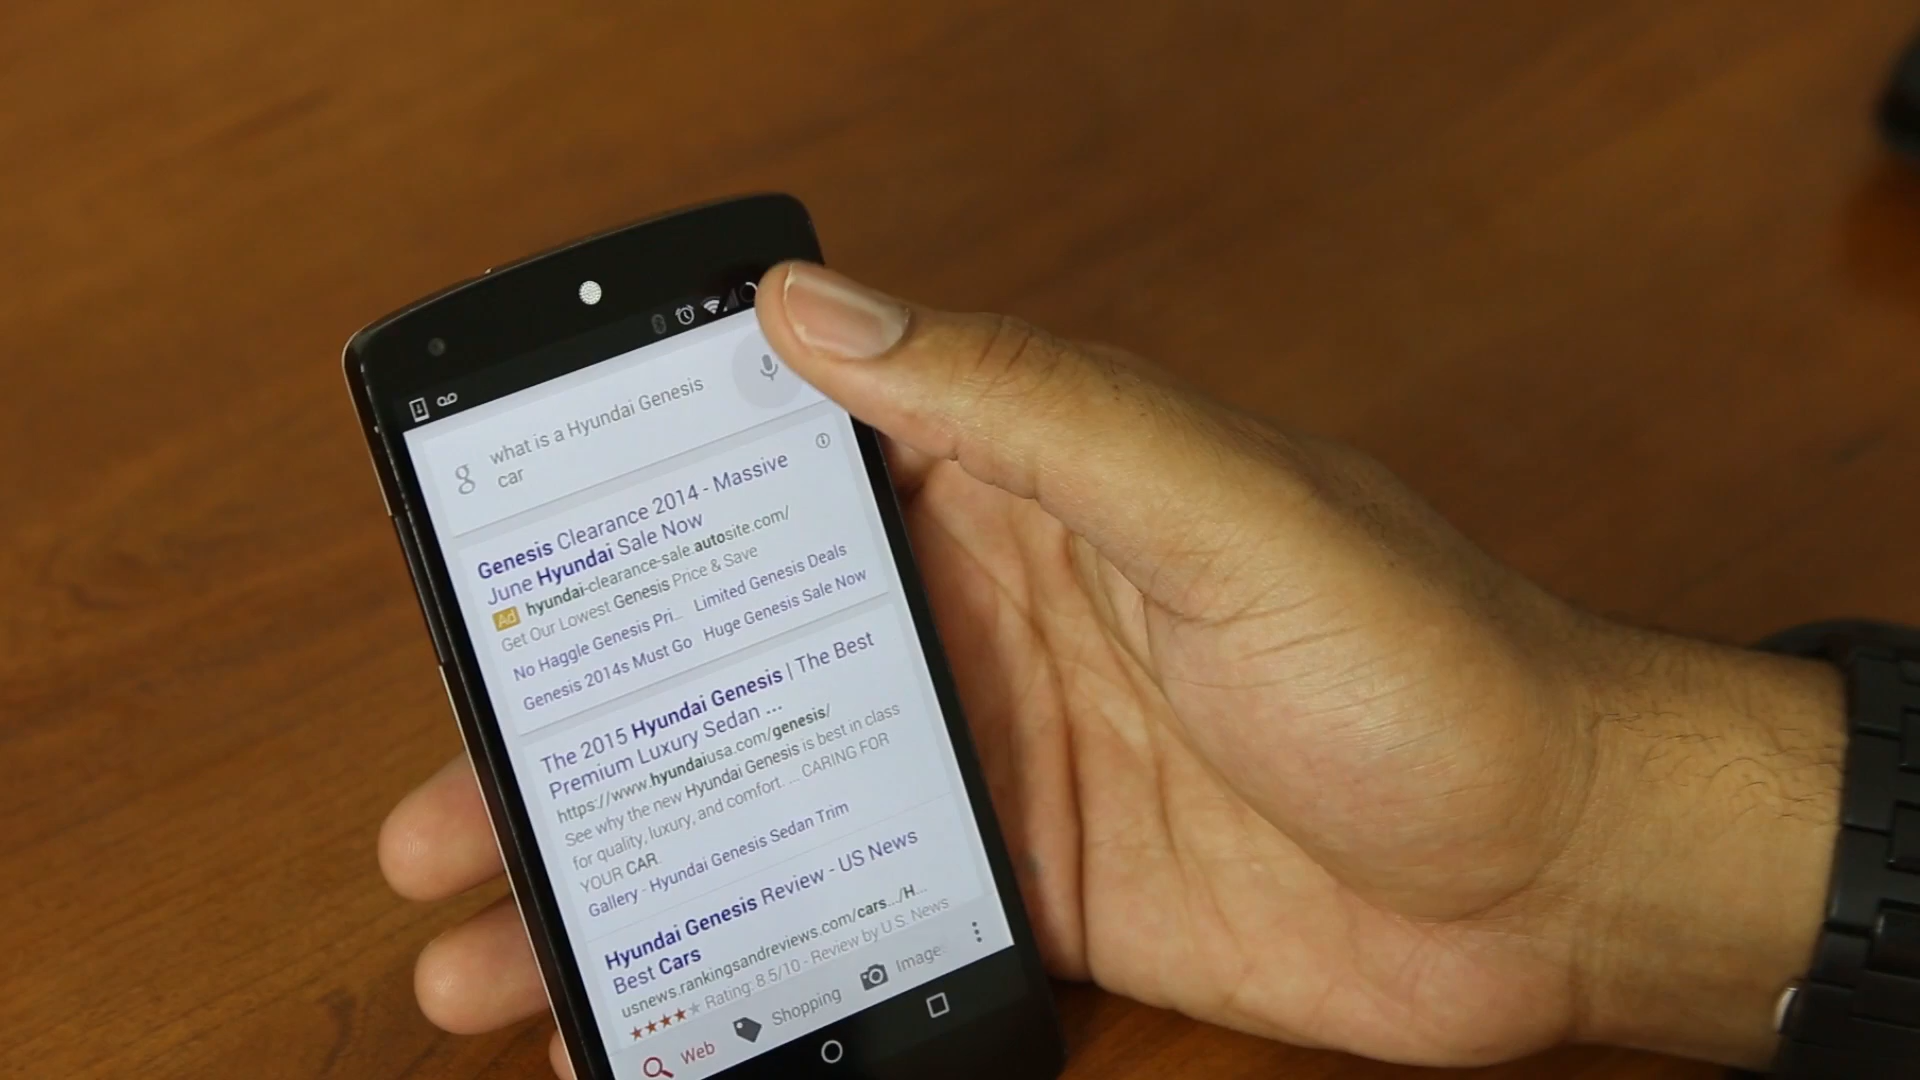 what is a Hyundai Genesis
car
Genesis Clearance 2014 - Massive
June Hyundai Sale Now
Ad hyundai-clearance-sale.autosite.com/
Get Our Lowest Genesis Price & Save
No Haggle Genesis Pri... Limited Genesis Deals
Genesis 2014s Must Go Huge Genesis Sale Now
The 2015 Hyundai Genesis | The Best
Premium Luxury Sedan ...
https://www.hyundaiusa.com/genesis/
See why the new Hyundai Genesis is best in class
for quality, luxury, and comfort. ... CARING FOR
YOUR CAR.
Gallery - Hyundai Genesis Sedan Trim
Hyundai Genesis Review - US News
Best Cars
usnews.rankingsandreviews.com/cars.../H...
Rating: 8.5/10 - Review by U.S. News
Web Shopping Image